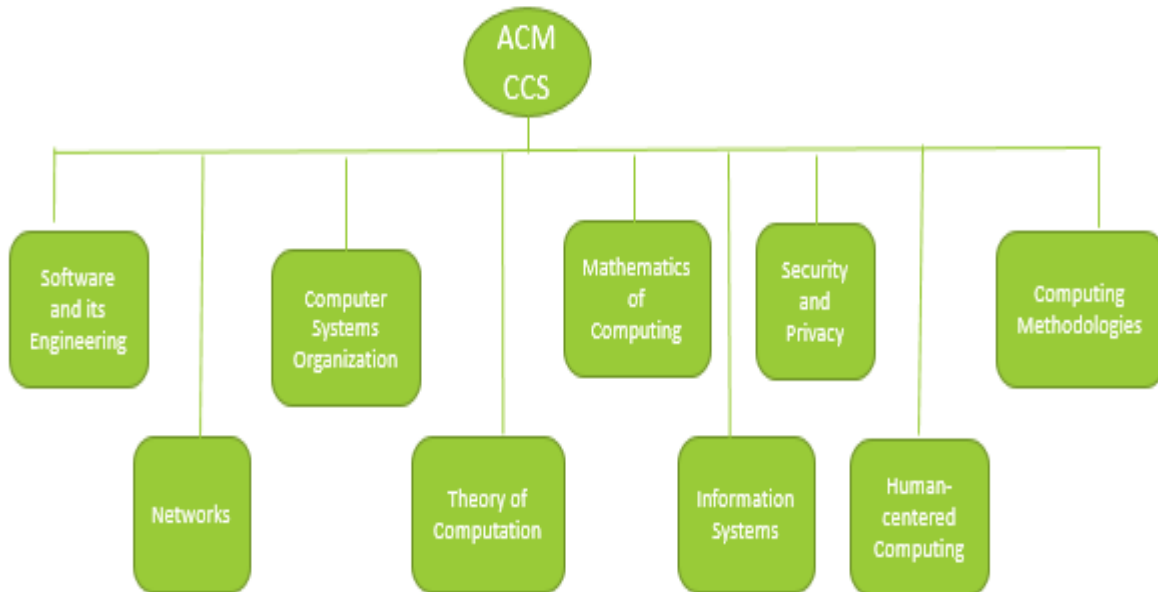 ACM
CCS
Software
and its
Engineering
Networks
Computer
Systems
Organization
Theory of
Computation
Mathematics
of
Computing
Information
Systems
Security
and
Privacy
Human-
centered
Computing
Computing
Methodologies